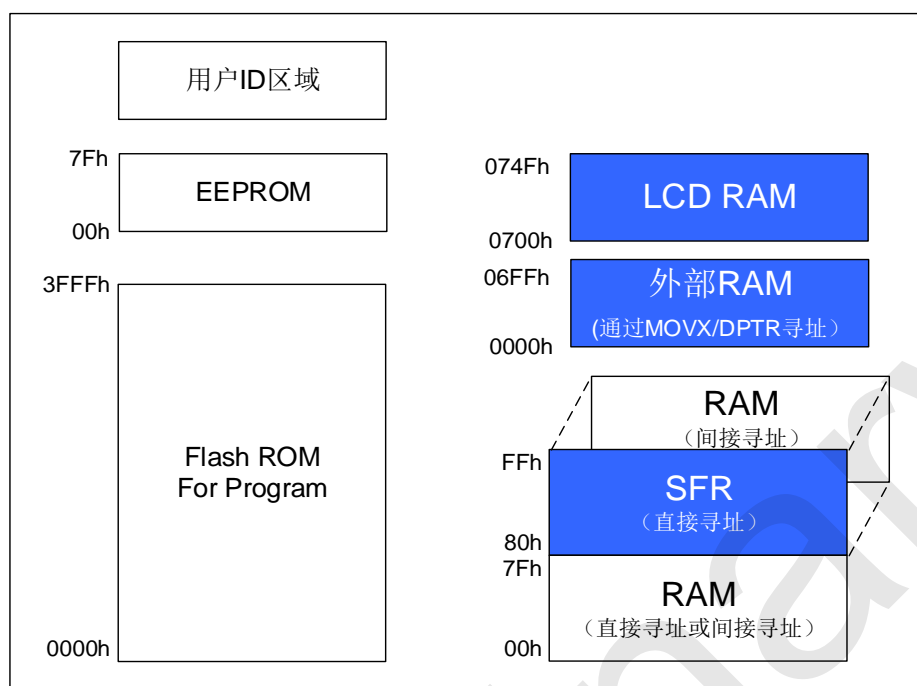 用户ID区域
7Fh
EEPROM
00h
3FFFh
Flash ROM
For Program
0000h
074Fh
LCD RAM
0700h
06FFh
外部RAM
(通过MOVX/DPTR寻址）
0000h
RAM
（间接寻址）
FFh
SFR
（直接寻址）
80h
7Fh
RAM
（直接寻址或间接寻址）
00h